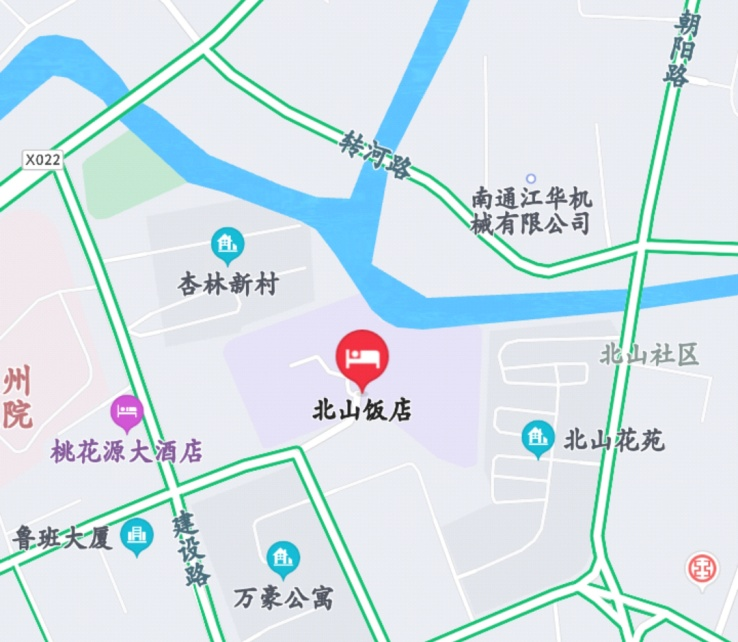 朝阳路
转河路
X022
南通江华机
械有限公司
杏林新村
北山社区
州
院
北山饭店
桃花源大酒店
北山花苑
鲁班大厦
建设路
万豪公寓